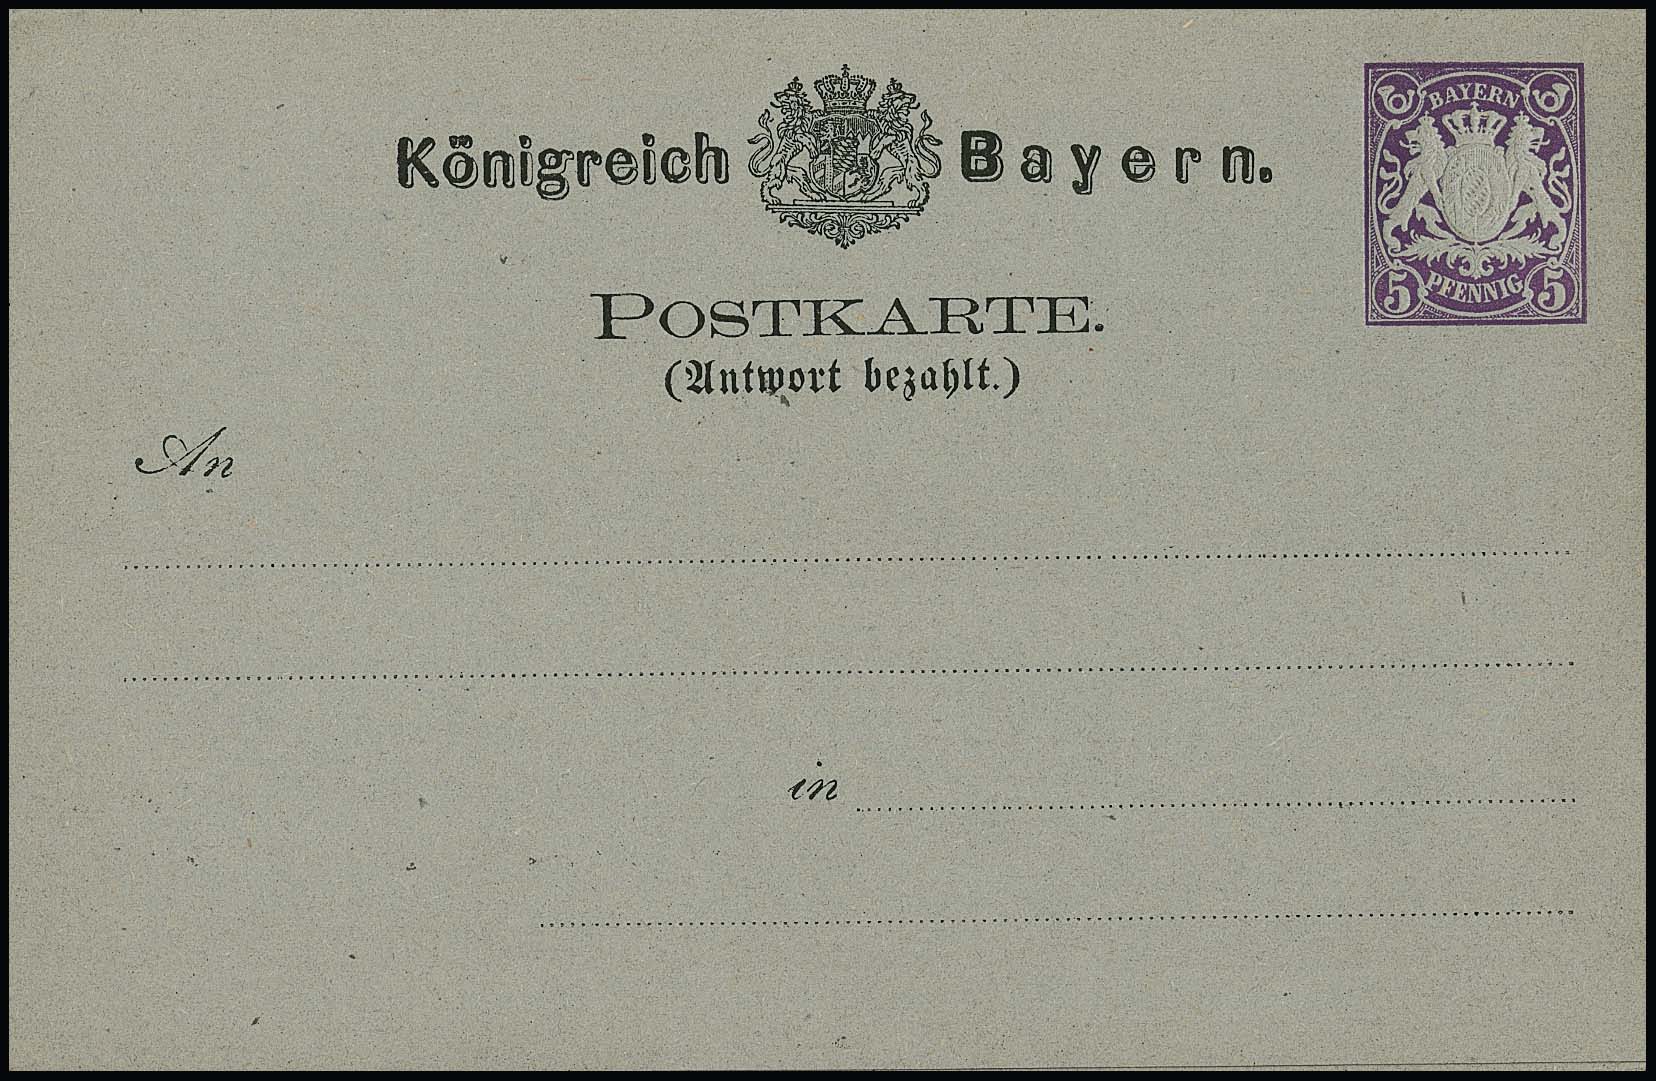 Königreich Bayern.
BAYERN
5 PFENNIG 5
POSTKARTE.
(Antwort bezahlt.)
An
in